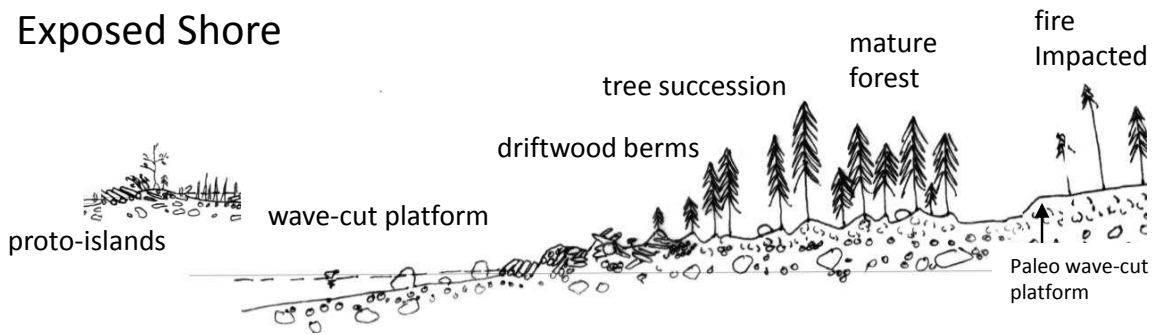 Exposed Shore
fire
Impacted
mature
forest
tree succession
driftwood berms
wave-cut platform
proto-islands
Paleo wave-cut
platform